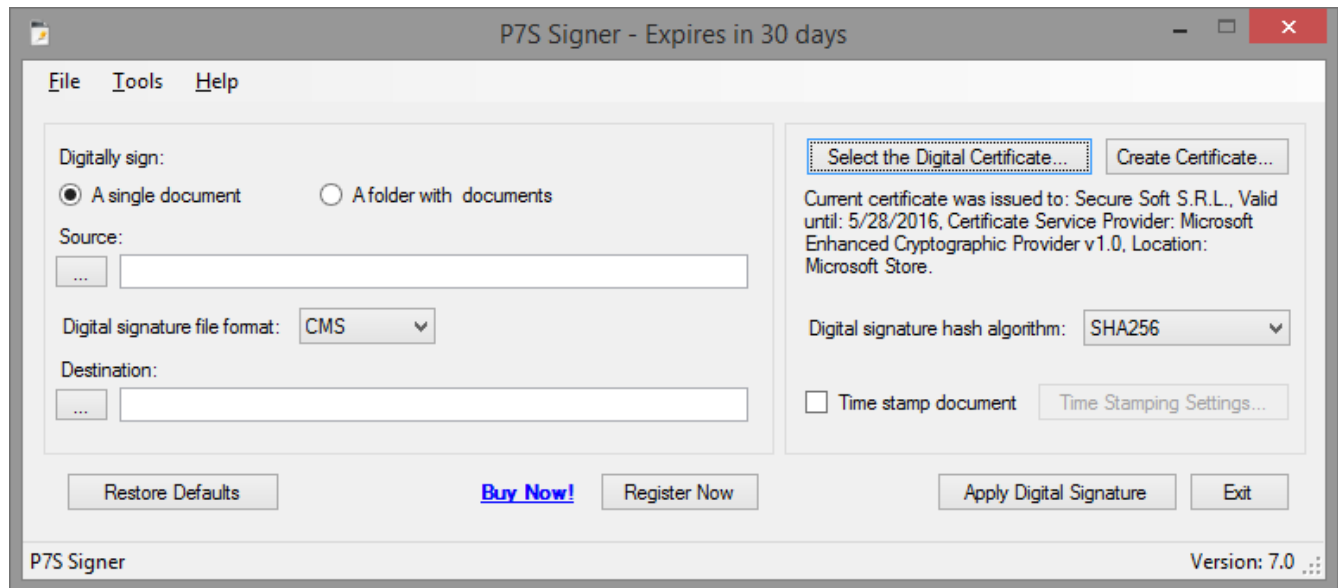 P7S Signer - Expires in 30 days
File Tools Help
Digitally sign:
A single document A folder with documents
Source:
...
Digital signature file format: CMS
Destination:
...
Select the Digital Certificate... Create Certificate...
Current certificate was issued to: Secure Soft S.R.L., Valid
until: 5/28/2016, Certificate Service Provider: Microsoft
Enhanced Cryptographic Provider v1.0, Location:
Microsoft Store.
Digital signature hash algorithm: SHA256
Time stamp document Time Stamping Settings...
Restore Defaults Buy Now! Register Now Apply Digital Signature Exit
P7S Signer Version: 7.0